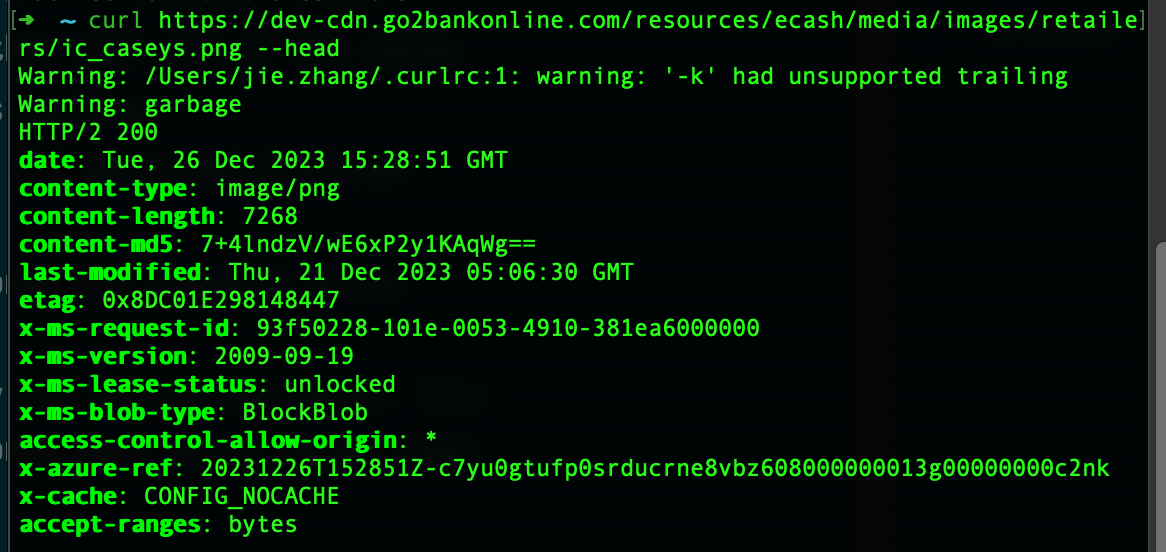 [➜  ~ curl https://dev-cdn.go2bankonline.com/resources/ecash/media/images/retaile]
rs/ic_caseys.png --head
Warning: /Users/jie.zhang/.curlrc:1: warning: '-k' had unsupported trailing
Warning: garbage
HTTP/2 200
date: Tue, 26 Dec 2023 15:28:51 GMT
content-type: image/png
content-length: 7268
content-md5: 7+4lndzV/wE6xP2y1KAqWg==
last-modified: Thu, 21 Dec 2023 05:06:30 GMT
etag: 0x8DC01E298148447
x-ms-request-id: 93f50228-101e-0053-4910-381ea6000000
x-ms-version: 2009-09-19
x-ms-lease-status: unlocked
x-ms-blob-type: BlockBlob
access-control-allow-origin: *
x-azure-ref: 20231226T152851Z-c7yu0gtufp0srducrne8vbz608000000013g00000000c2nk
x-cache: CONFIG_NOCACHE
accept-ranges: bytes